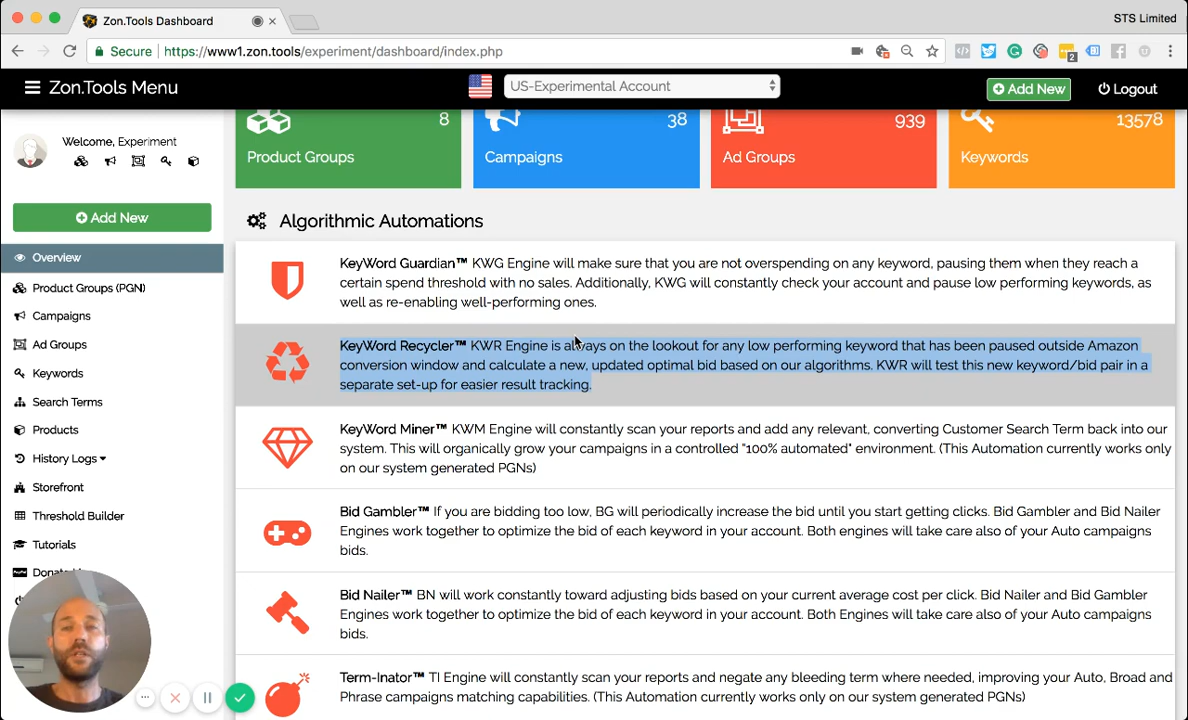 Zon.Tools Dashboard
STS Limited
Secure https://www1.zon.tools/experiment/dashboard/index.php
2
Zon.Tools Menu
US-Experimental Account
Add New
Logout
Welcome, Experiment
Add New
Overview
Product Groups (PGN)
Campaigns
Ad Groups
Keywords
Search Terms
Products
History Logs
Storefront
Threshold Builder
Tutorials
8
Product Groups
38
Campaigns
939
Ad Groups
13578
Keywords
Algorithmic Automations
KeyWord Guardian™ KWG Engine will make sure that you are not overspending on any keyword, pausing them when they reach a
certain spend threshold with no sales. Additionally, KWG will constantly check your account and pause low performing keywords, as
well as re-enabling well-performing ones.
KeyWord Recycler™ KWR Engine is always on the lookout for any low performing keyword that has been paused outside Amazon
conversion window and calculate a new, updated optimal bid based on our algorithms. KWR will test this new keyword/bid pair in a
separate set-up for easier result tracking.
KeyWord Miner™ KWM Engine will constantly scan your reports and add any relevant, converting Customer Search Term back into our
system. This will organically grow your campaigns in a controlled "100% automated" environment. (This Automation currently works only
on our system generated PGNs)
Bid Gambler™ If you are bidding too low, BG will periodically increase the bid until you start getting clicks. Bid Gambler and Bid Nailer
Engines work together to optimize the bid of each keyword in your account. Both engines will take care also of your Auto campaigns
bids.
Bid Nailer™ BN will work constantly toward adjusting bids based on your current average cost per click. Bid Nailer and Bid Gambler
Engines work together to optimize the bid of each keyword in your account. Both Engines will take care also of your Auto campaigns
bids.
Term-Inator™ TI Engine will constantly scan your reports and negate any bleeding term where needed, improving your Auto, Broad and
Phrase campaigns matching capabilities. (This Automation currently works only on our system generated PGNs)